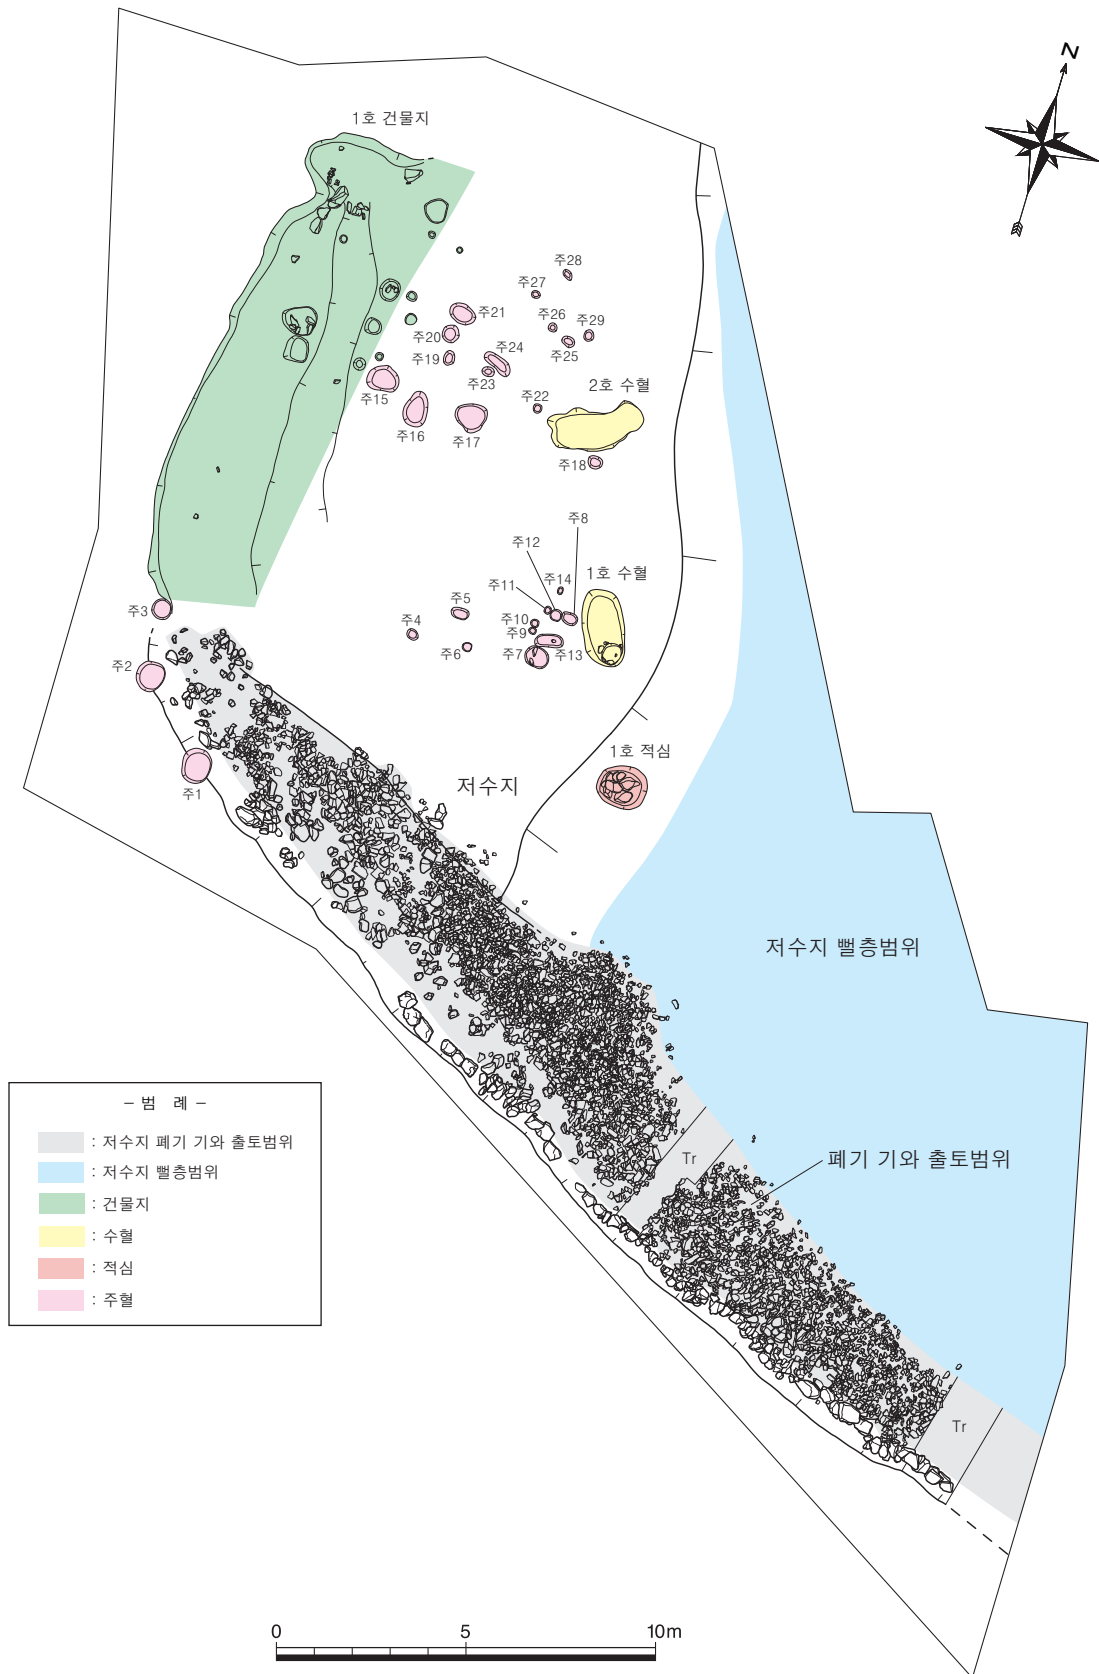 N
1호 건물지
주28
주27
주21
주26
주29
주20
주25
주24
주19
주23
2호 수혈
주15
주22
주16
주17
주18
주8
주12
1호 수혈
주14
주11
주5
주3
주4
주10
주9
주6
주7
주13
주2
1호 적심
저수지
주1
저수지 뻘층범위
– 범 례 –
: 저수지 폐기 기와 출토범위
: 저수지 뻘층범위
: 건물지
: 수혈
: 적심
: 주혈
Tr
폐기 기와 출토범위
Tr
0 5 10m